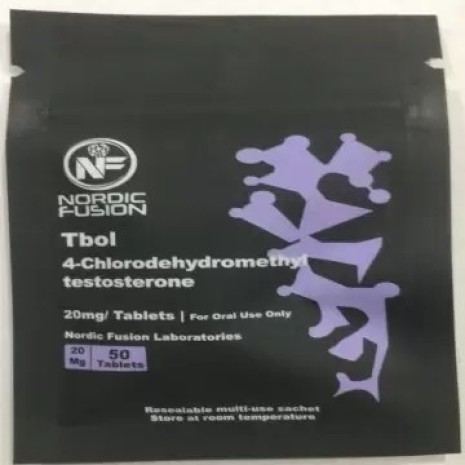 NF
NORDIC
FUSION
Tbol
4-Chlorodehydromethyl
testosterone
20mg/ Tablets | For Oral Use Only
Nordic Fusion Laboratories
20 Mg | 50 Tablets
Resealable multi-use sachet
Store at room temperature